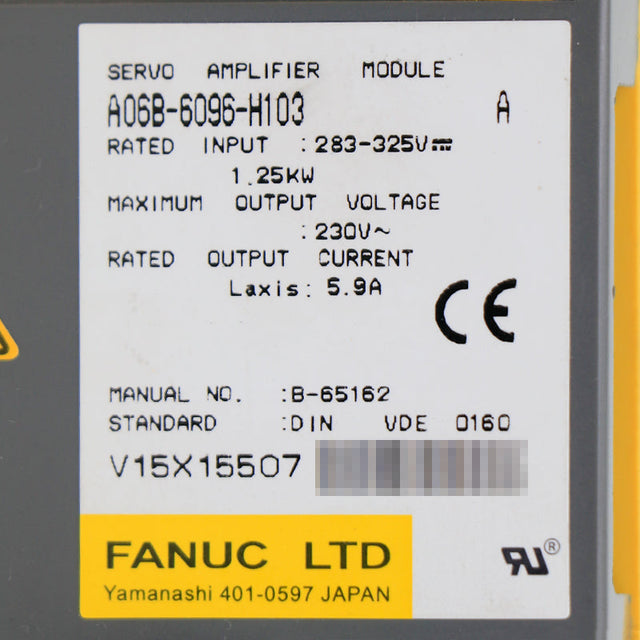 SERVO AMPLIFIER MODULE
A06B-6096-H103 A
RATED INPUT :283-325V⎓
1.25KW
MAXIMUM OUTPUT VOLTAGE
:230V~
RATED OUTPUT CURRENT
Laxis: 5.9A
CE
MANUAL NO. :B-65162
STANDARD :DIN VDE 0160
V15X15507
FANUC LTD
Yamanashi 401-0597 JAPAN
RU®